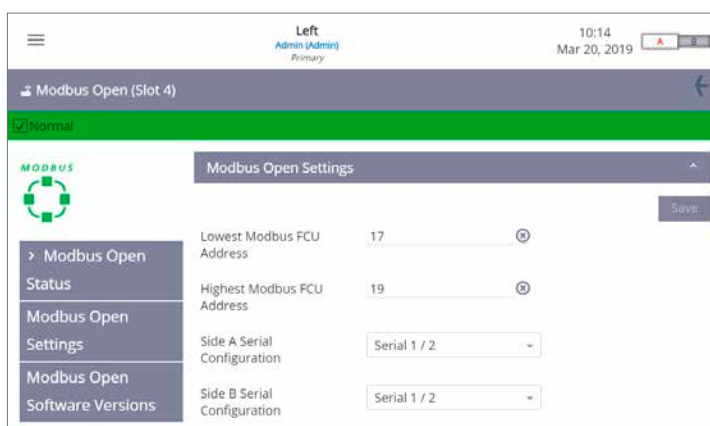 Left
Admin (Admin)
Primary
10:14
Mar 20, 2019
A B
Modbus Open (Slot 4)
Normal
MODBUS
Modbus Open Settings
Save
Lowest Modbus FCU
Address
17
> Modbus Open
Status
Highest Modbus FCU
Address
19
Modbus Open
Settings
Side A Serial
Configuration
Serial 1 / 2
Modbus Open
Software Versions
Side B Serial
Configuration
Serial 1 / 2